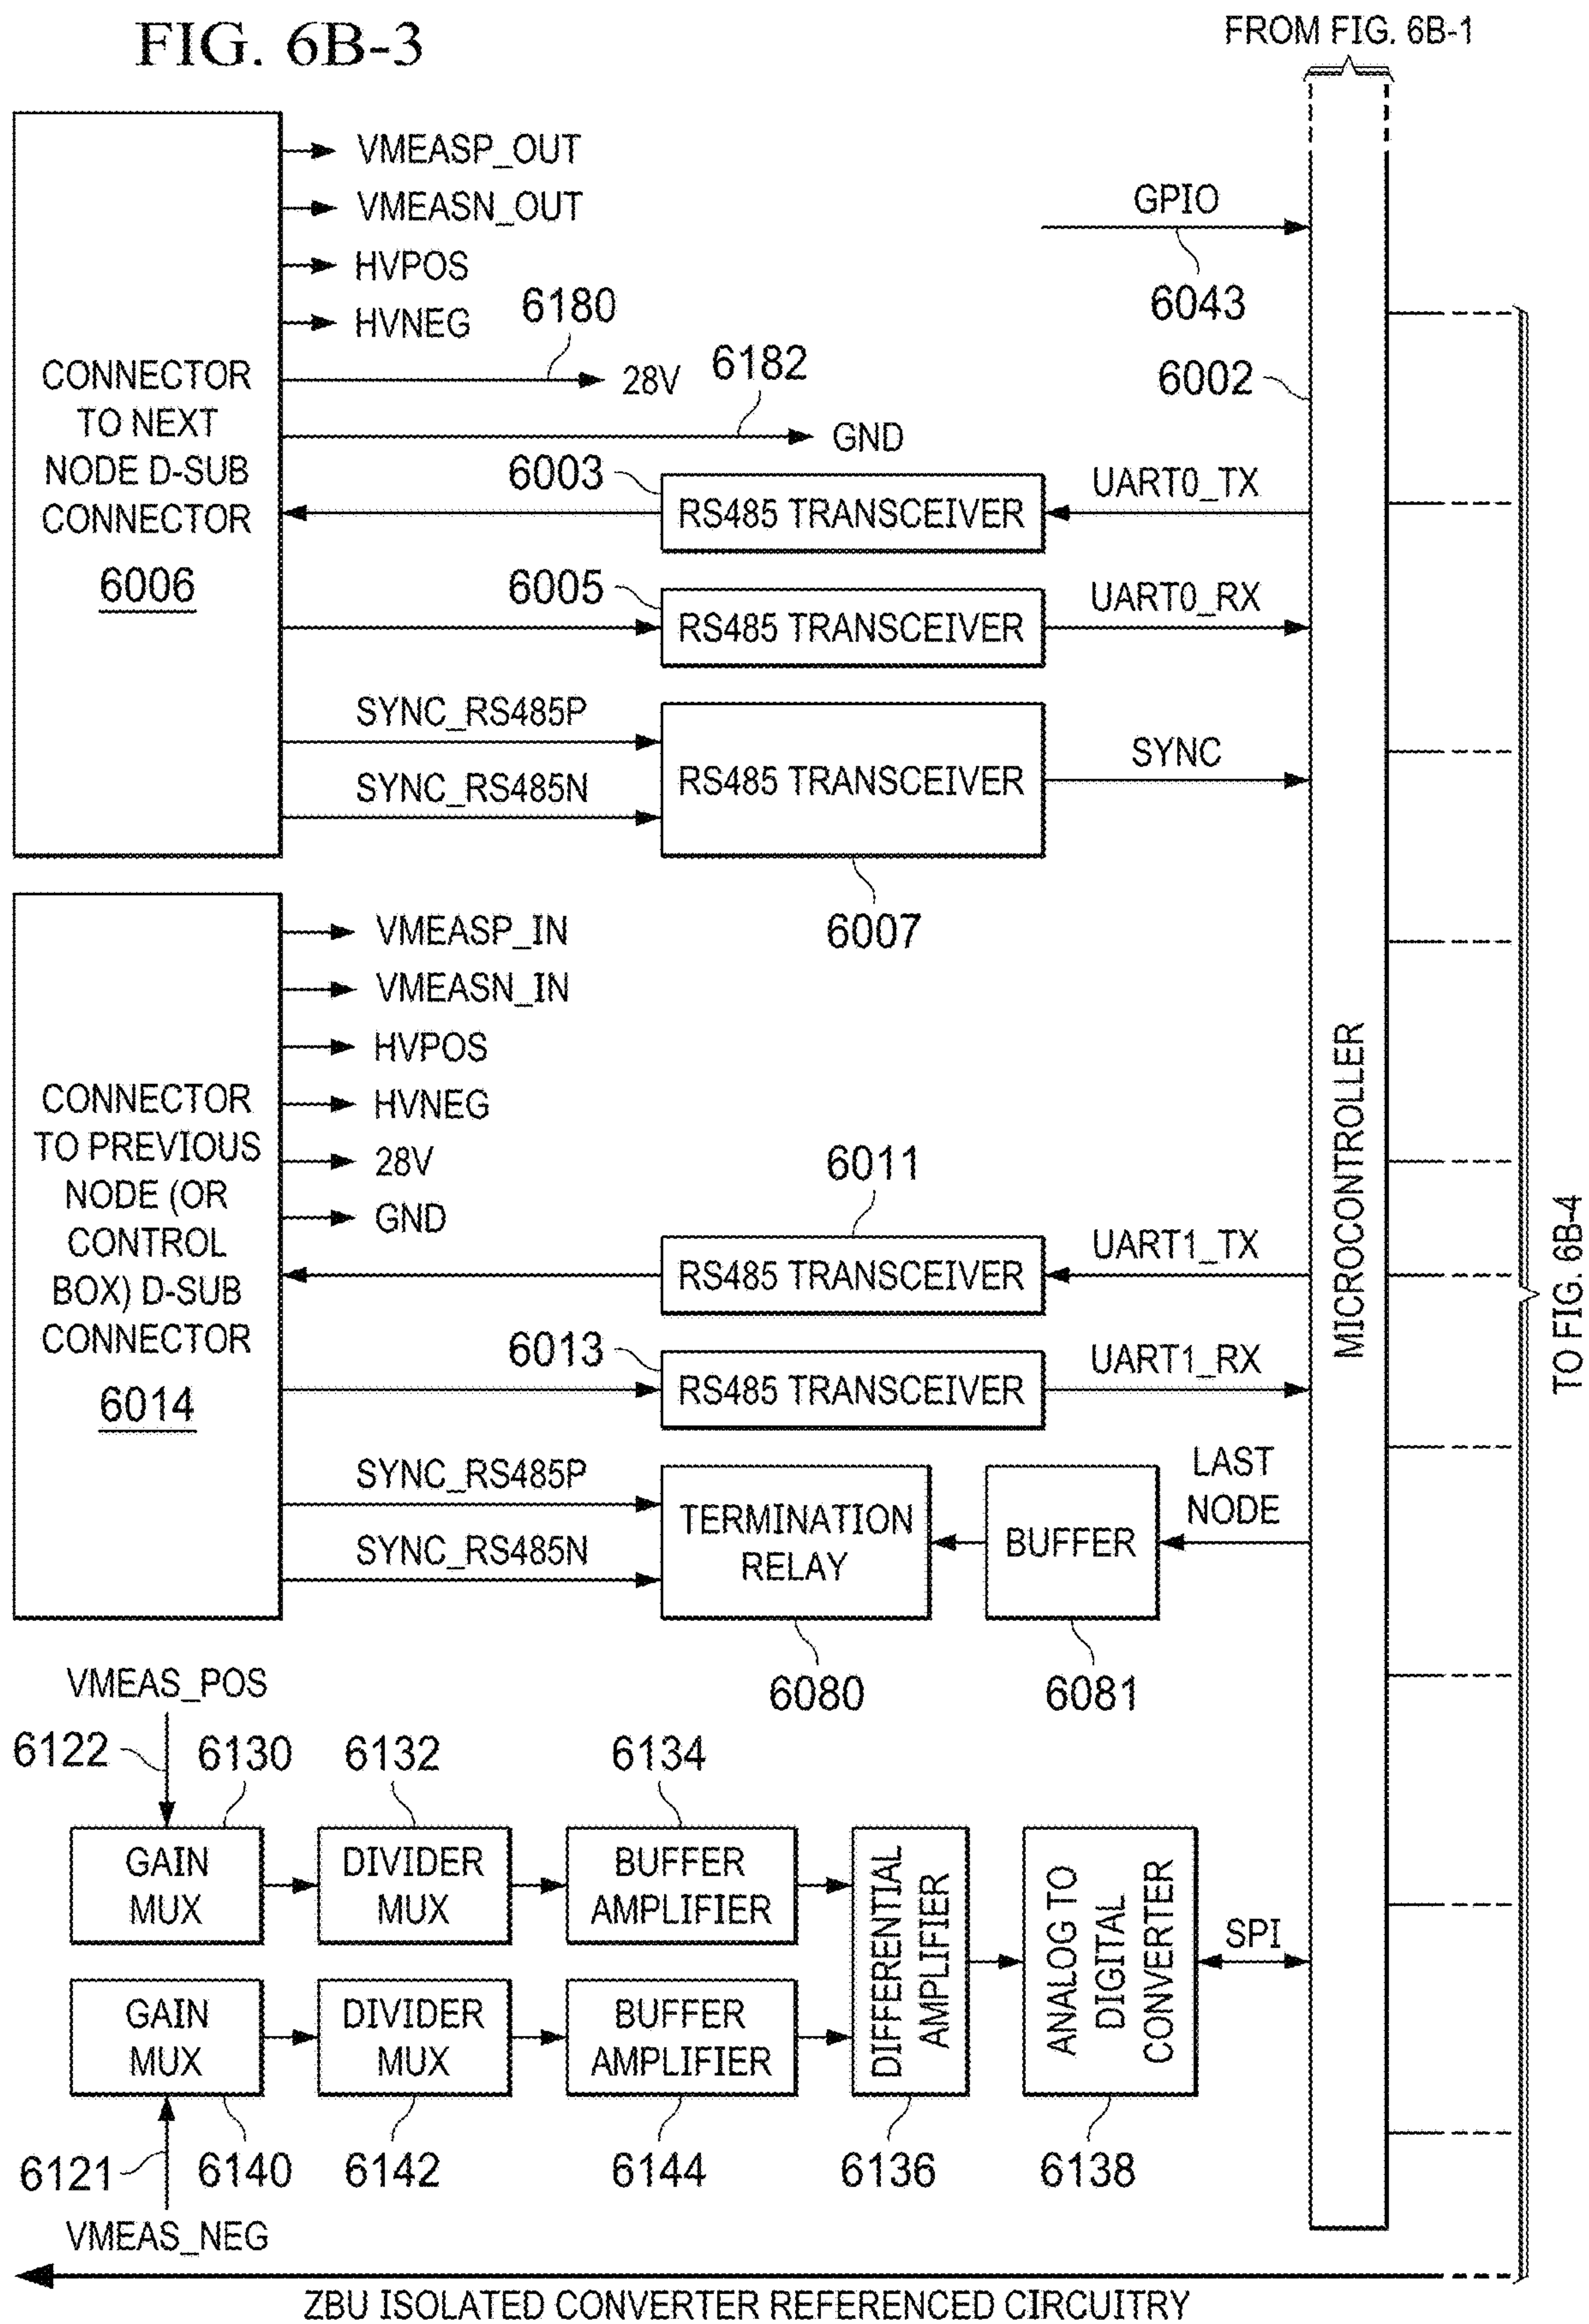 FIG. 6B-3
FROM FIG. 6B-1
VMEASP_OUT
VMEASN_OUT
HVPOS
HVNEG
6180
28V
6182
GND
CONNECTOR
TO NEXT
NODE D-SUB
CONNECTOR
6006
GPIO
6043
6002
6003
RS485 TRANSCEIVER
UART0_TX
6005
RS485 TRANSCEIVER
UART0_RX
SYNC_RS485P
SYNC_RS485N
RS485 TRANSCEIVER
SYNC
6007
VMEASP_IN
VMEASN_IN
HVPOS
HVNEG
28V
GND
CONNECTOR
TO PREVIOUS
NODE (OR
CONTROL
BOX) D-SUB
CONNECTOR
6014
6011
RS485 TRANSCEIVER
UART1_TX
6013
RS485 TRANSCEIVER
UART1_RX
SYNC_RS485P
SYNC_RS485N
TERMINATION
RELAY
BUFFER
LAST
NODE
6080
6081
MICROCONTROLLER
TO FIG. 6B-4
VMEAS_POS
6122
6130
6132
6134
GAIN
MUX
DIVIDER
MUX
BUFFER
AMPLIFIER
GAIN
MUX
DIVIDER
MUX
BUFFER
AMPLIFIER
DIFFERENTIAL
AMPLIFIER
ANALOG TO
DIGITAL
CONVERTER
SPI
6121
6140
6142
6144
6136
6138
VMEAS_NEG
ZBU ISOLATED CONVERTER REFERENCED CIRCUITRY